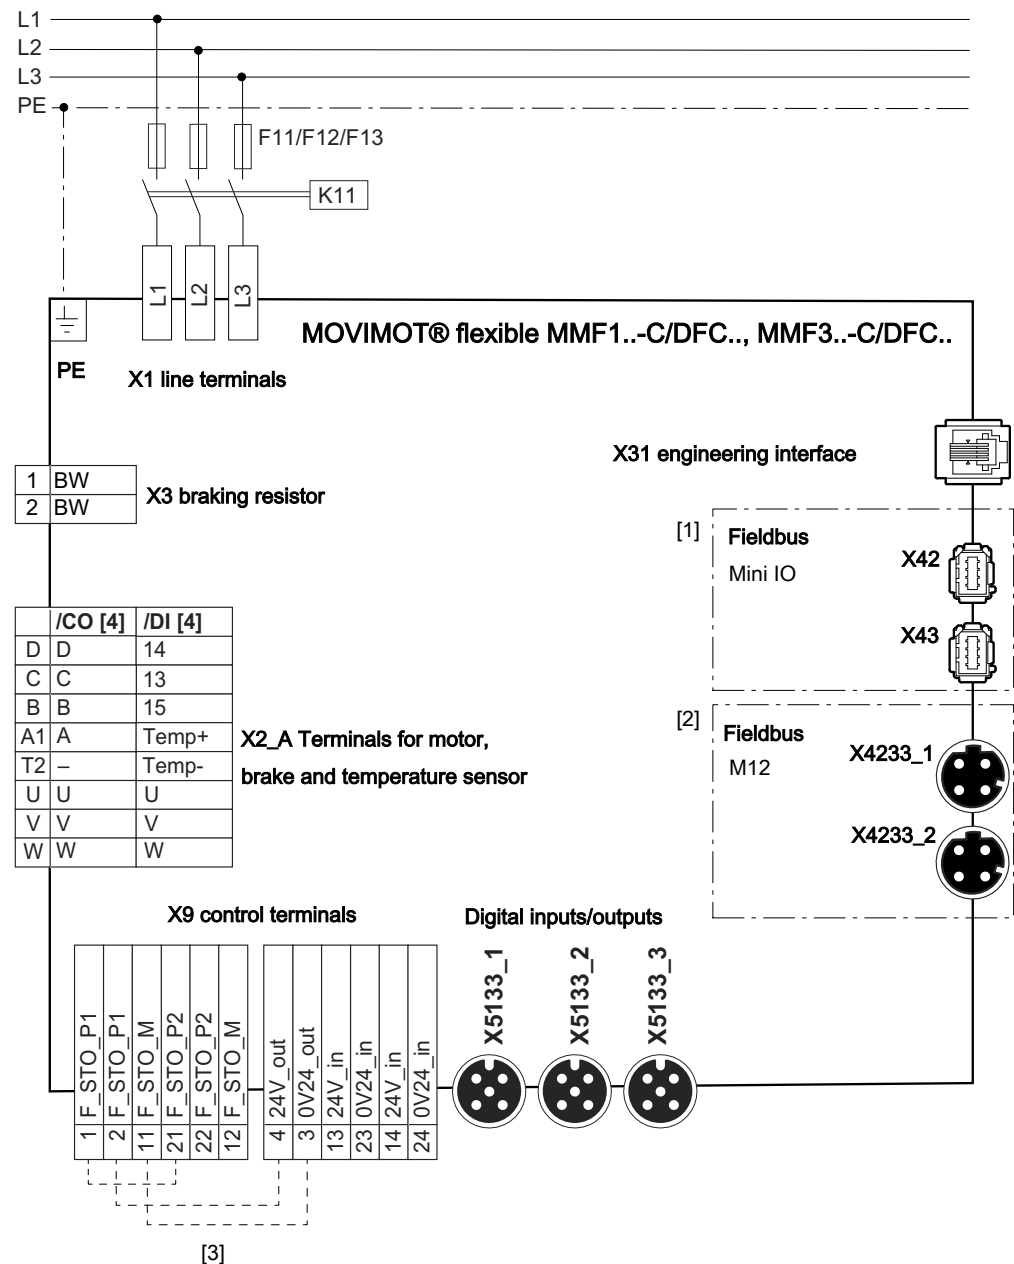 L1
L2
L3
PE
F11/F12/F13
K11
L1
L2
L3
MOVIMOT® flexible MMF1..-C/DFC.., MMF3..-C/DFC..
PE
X1 line terminals
X31 engineering interface
1 BW
2 BW
X3 braking resistor
[1]
Fieldbus
Mini IO
X42
X43
/CO [4] /DI [4]
D D 14
C C 13
B B 15
A1 A Temp+
T2 – Temp-
U U U
V V V
W W W
X2_A Terminals for motor,
brake and temperature sensor
[2]
Fieldbus
M12
X4233_1
X4233_2
X9 control terminals
Digital inputs/outputs
1 F_STO_P1
2 F_STO_P1
11 F_STO_M
21 F_STO_P2
22 F_STO_P2
12 F_STO_M
4 24V_out
3 0V24_out
13 24V_in
23 0V24_in
14 24V_in
24 0V24_in
X5133_1
X5133_2
X5133_3
[3]